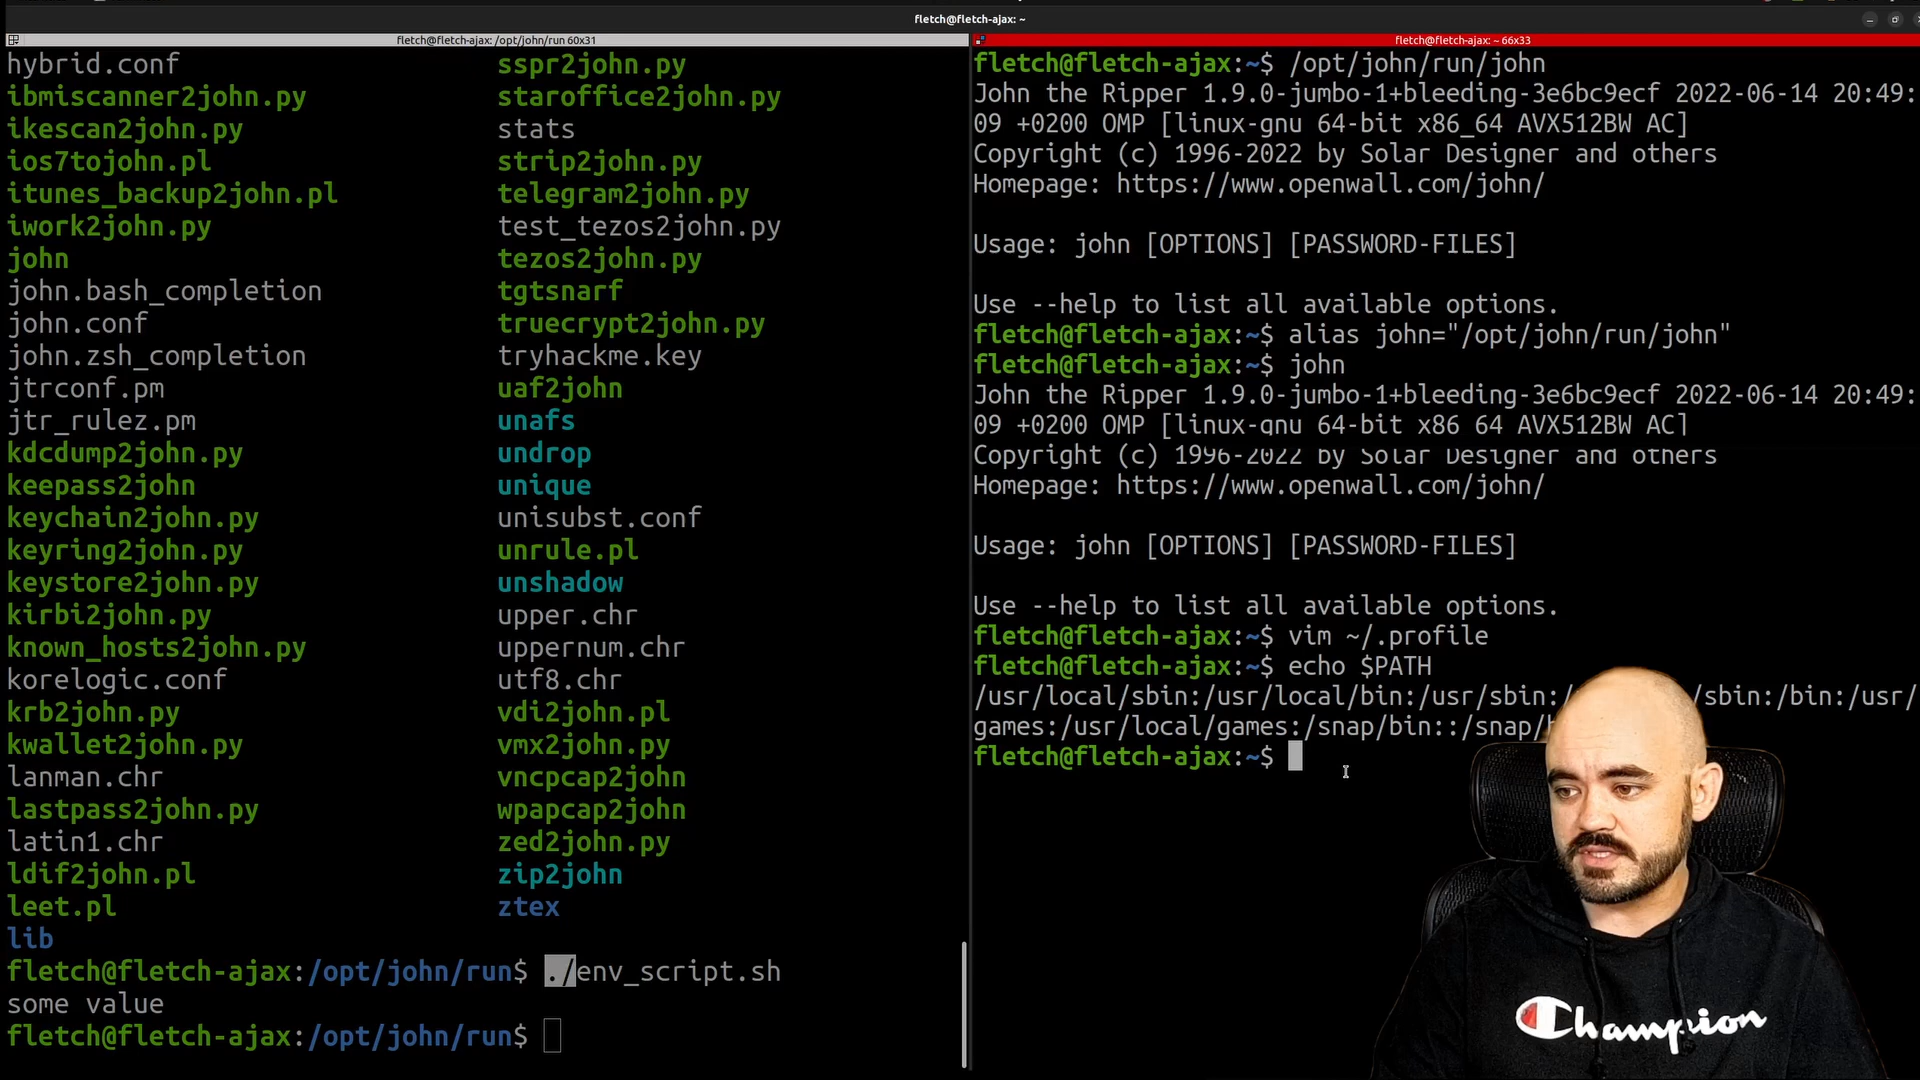 fletch@fletch-ajax: ~
fletch@fletch-ajax: /opt/john/run 60x31
hybrid.conf sspr2john.py
ibmiscanner2john.py staroffice2john.py
ikescan2john.py stats
ios7tojohn.pl strip2john.py
itunes_backup2john.pl telegram2john.py
iwork2john.py test_tezos2john.py
john tezos2john.py
john.bash_completion tgtsnarf
john.conf truecrypt2john.py
john.zsh_completion tryhackme.key
jtrconf.pm uaf2john
jtr_rulez.pm unafs
kdcdump2john.py undrop
keepass2john unique
keychain2john.py unisubst.conf
keyring2john.py unrule.pl
keystore2john.py unshadow
kirbi2john.py upper.chr
known_hosts2john.py uppernum.chr
korelogic.conf utf8.chr
krb2john.py vdi2john.pl
kwallet2john.py vmx2john.py
lanman.chr vncpcap2john
lastpass2john.py wpapcap2john
latin1.chr zed2john.py
ldif2john.pl zip2john
leet.pl ztex
lib
fletch@fletch-ajax:/opt/john/run$ ./env_script.sh
some value
fletch@fletch-ajax:/opt/john/run$
fletch@fletch-ajax: ~ 66x33
fletch@fletch-ajax:~$ /opt/john/run/john
John the Ripper 1.9.0-jumbo-1+bleeding-3e6bc9ecf 2022-06-14 20:49:
09 +0200 OMP [linux-gnu 64-bit x86_64 AVX512BW AC]
Copyright (c) 1996-2022 by Solar Designer and others
Homepage: https://www.openwall.com/john/
Usage: john [OPTIONS] [PASSWORD-FILES]
Use --help to list all available options.
fletch@fletch-ajax:~$ alias john="/opt/john/run/john"
fletch@fletch-ajax:~$ john
John the Ripper 1.9.0-jumbo-1+bleeding-3e6bc9ecf 2022-06-14 20:49:
09 +0200 OMP [linux-gnu 64-bit x86_64 AVX512BW AC]
Copyright (c) 1996-2022 by Solar Designer and others
Homepage: https://www.openwall.com/john/
Usage: john [OPTIONS] [PASSWORD-FILES]
Use --help to list all available options.
fletch@fletch-ajax:~$ vim ~/.profile
fletch@fletch-ajax:~$ echo $PATH
/usr/local/sbin:/usr/local/bin:/usr/sbin:/ /sbin:/bin:/usr/
games:/usr/local/games:/snap/bin::/snap/
fletch@fletch-ajax:~$
Champion